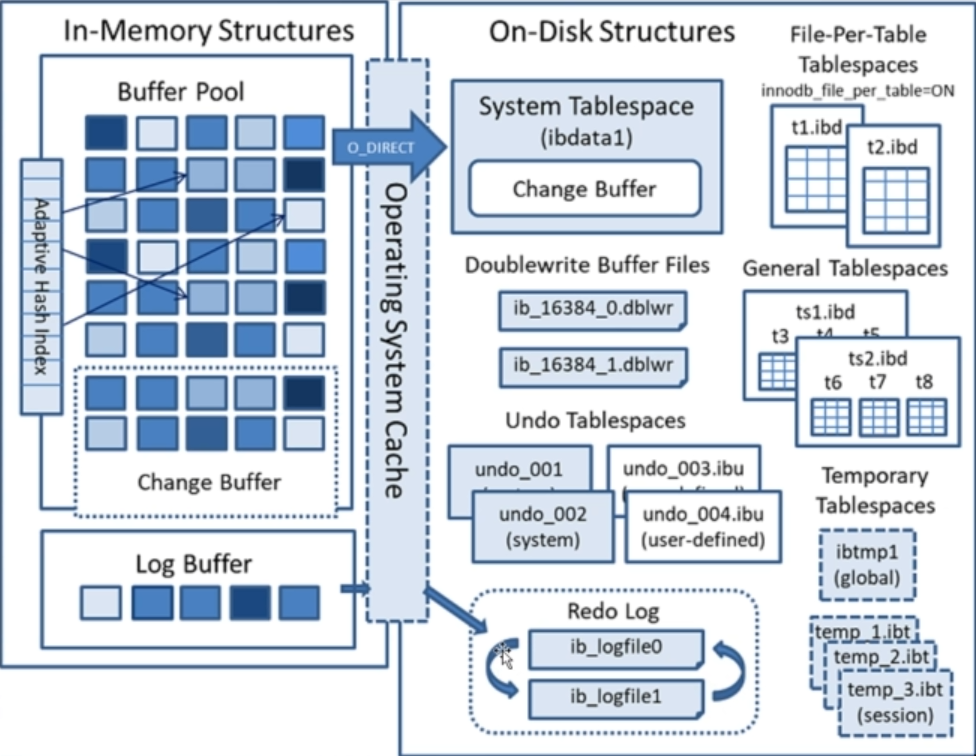 In-Memory Structures
Buffer Pool
Adaptive Hash Index
Change Buffer
Log Buffer
Operating System Cache
O_DIRECT
On-Disk Structures
System Tablespace
(ibdata1)
Change Buffer
Doublewrite Buffer Files
ib_16384_0.dblwr
ib_16384_1.dblwr
Undo Tablespaces
undo_001
undo_002
(system)
undo_003.ibu
undo_004.ibu
(user-defined)
Redo Log
ib_logfile0
ib_logfile1
File-Per-Table
Tablespaces
innodb_file_per_table=ON
t1.ibd
t2.ibd
General Tablespaces
ts1.ibd
t3 t4 t5
ts2.ibd
t6 t7 t8
Temporary
Tablespaces
ibtmp1
(global)
temp_1.ibt
temp_2.ibt
temp_3.ibt
(session)